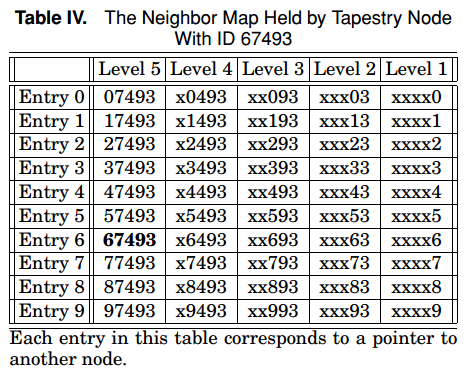 Table IV. The Neighbor Map Held by Tapestry Node
With ID 67493
Level 5 Level 4 Level 3 Level 2 Level 1
Entry 0 07493 x0493 xx093 xxx03 xxxx0
Entry 1 17493 x1493 xx193 xxx13 xxxx1
Entry 2 27493 x2493 xx293 xxx23 xxxx2
Entry 3 37493 x3493 xx393 xxx33 xxxx3
Entry 4 47493 x4493 xx493 xxx43 xxxx4
Entry 5 57493 x5493 xx593 xxx53 xxxx5
Entry 6 67493 x6493 xx693 xxx63 xxxx6
Entry 7 77493 x7493 xx793 xxx73 xxxx7
Entry 8 87493 x8493 xx893 xxx83 xxxx8
Entry 9 97493 x9493 xx993 xxx93 xxxx9
Each entry in this table corresponds to a pointer to
another node.